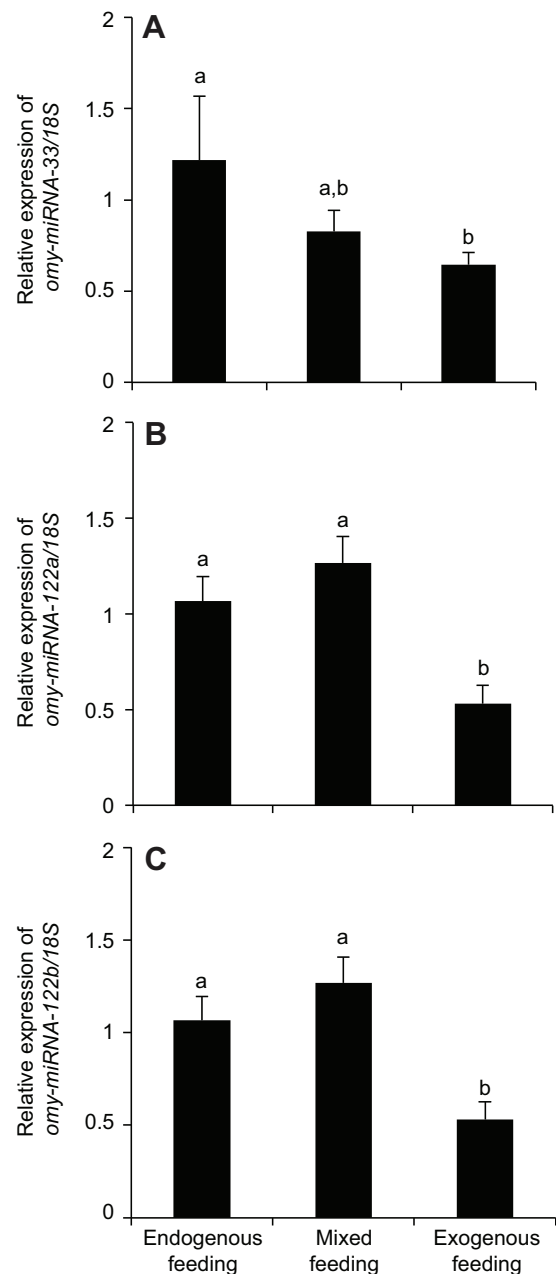 A
Relative expression of
omy-miRNA-33/18S
2
1.5
1
0.5
0
a
a,b
b
B
Relative expression of
omy-miRNA-122a/18S
2
1.5
1
0.5
0
a
a
b
C
Relative expression of
omy-miRNA-122b/18S
2
1.5
1
0.5
0
a
a
b
Endogenous
feeding
Mixed
feeding
Exogenous
feeding